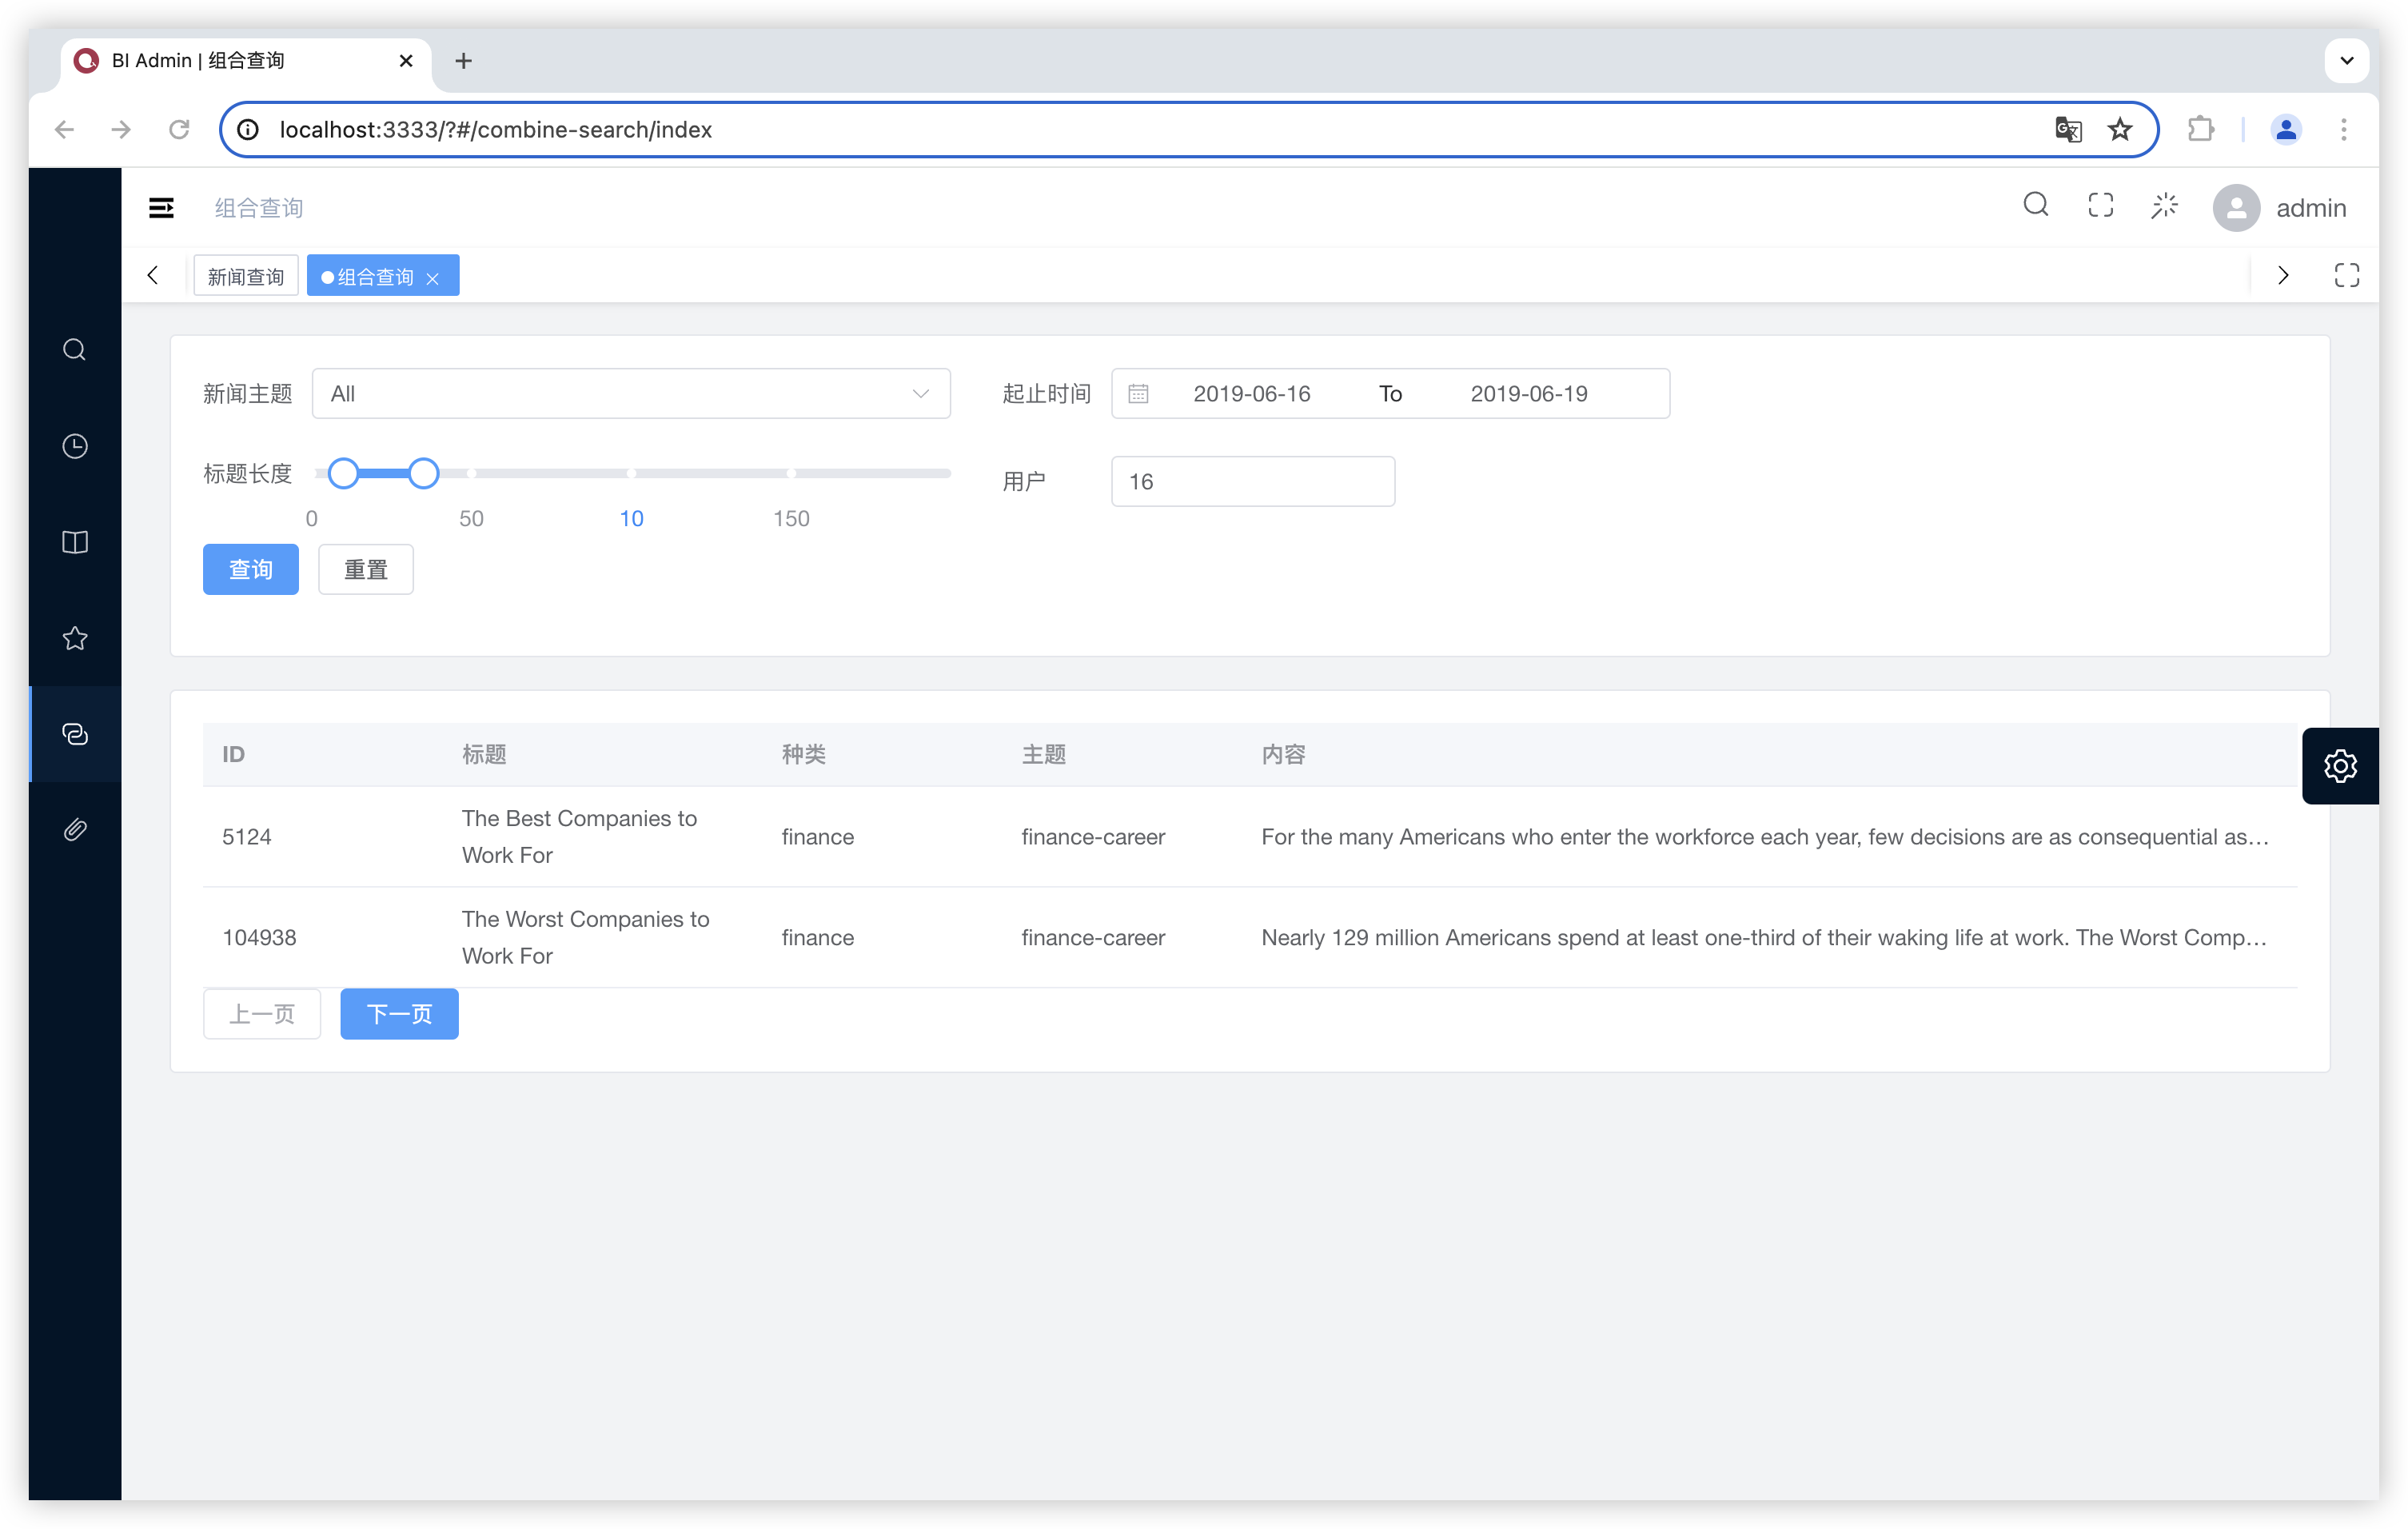 BI Admin | 组合查询
localhost:3333/?#/combine-search/index
组合查询
admin
新闻查询 组合查询
新闻主题 All 起止时间 2019-06-16 To 2019-06-19
标题长度 用户 16
0 50 10 150
查询 重置
ID 标题 种类 主题 内容
5124 The Best Companies to finance finance-career For the many Americans who enter the workforce each year, few decisions are as consequential as…
Work For
104938 The Worst Companies to finance finance-career Nearly 129 million Americans spend at least one-third of their waking life at work. The Worst Comp…
Work For
上一页 下一页